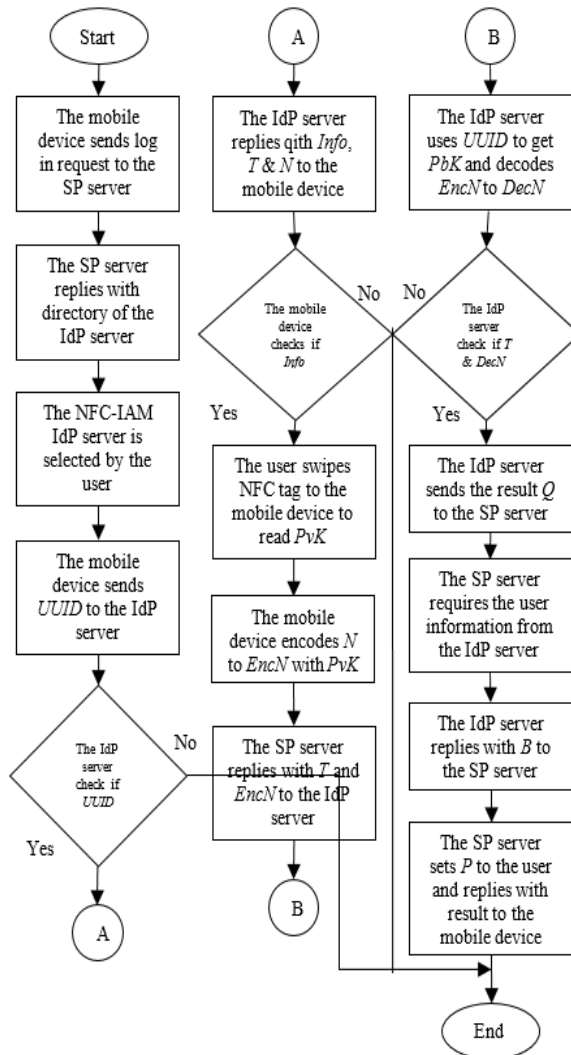 Start
The mobile
device sends log
in request to the
SP server
The SP server
replies with
directory of the
IdP server
The NFC-IAM
IdP server is
selected by the
user
The mobile
device sends
UUID to the IdP
server
The IdP
server
check if
UUID
No
Yes
A
A
The IdP server
replies qith Info,
T & N to the
mobile device
The mobile
device
checks if
Info
No
Yes
The user swipes
NFC tag to the
mobile device to
read PvK
The mobile
device encodes N
to EncN with PvK
The SP server
replies with T and
EncN to the IdP
server
B
B
The IdP server
uses UUID to get
PbK and decodes
EncN to DecN
No
The IdP
server
check if T
& DecN
Yes
The IdP server
sends the result Q
to the SP server
The SP server
requires the user
information from
the IdP server
The IdP server
replies with B to
the SP server
The SP server
sets P to the user
and replies with
result to the
mobile device
End